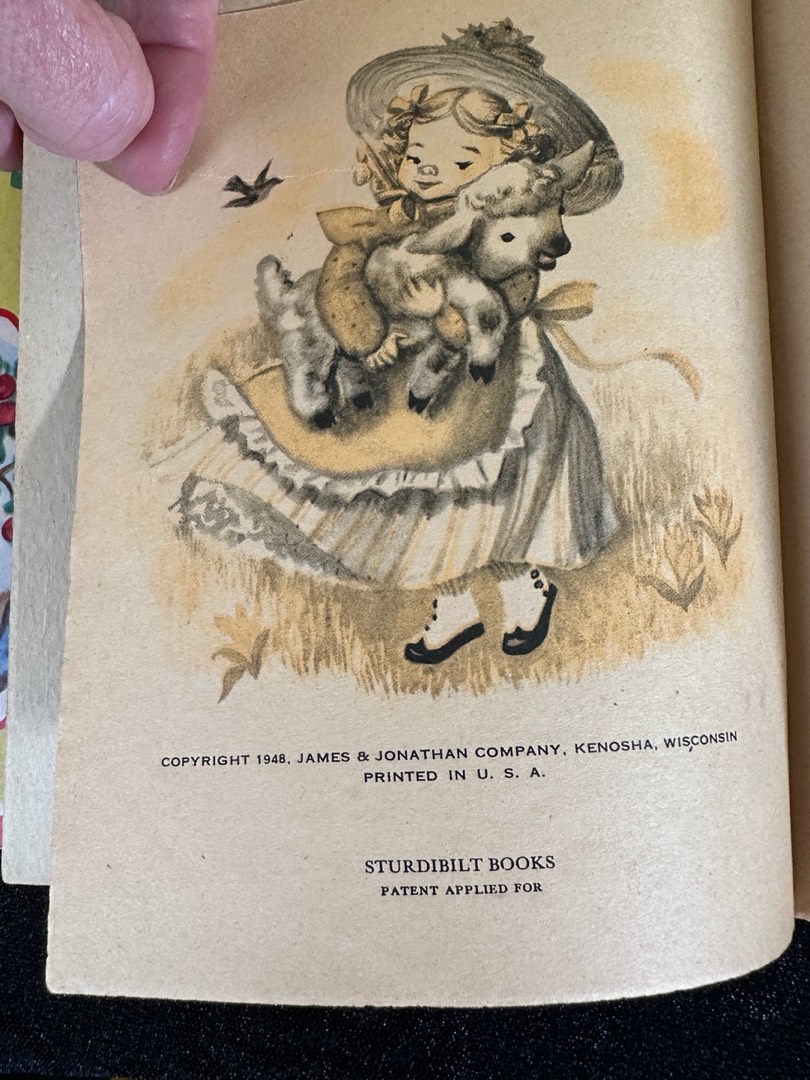 COPYRIGHT 1948, JAMES & JONATHAN COMPANY, KENOSHA, WISCONSIN
PRINTED IN U. S. A.
STURDIBILT BOOKS
PATENT APPLIED FOR